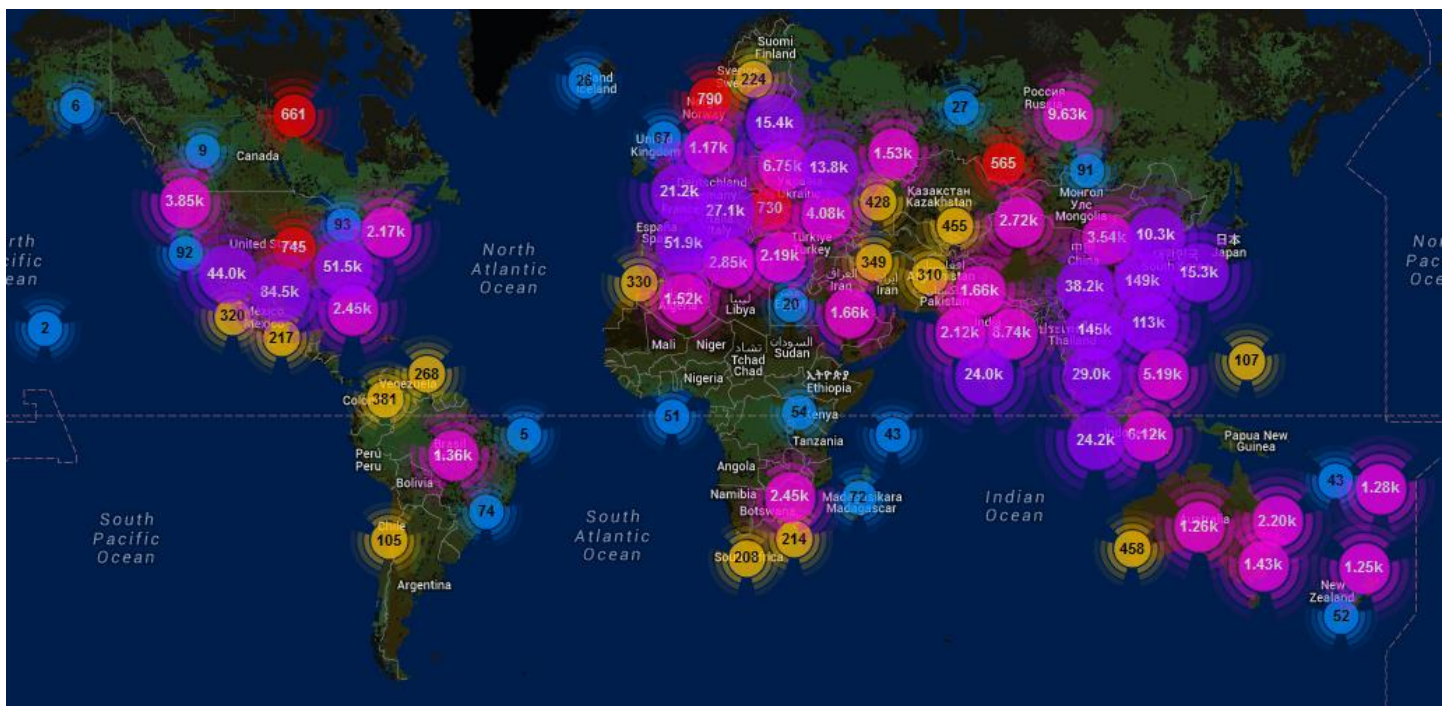 Suomi
Finland
224
26
Iceland
790
Norway
6
661
27
Россия
Russia
9.63k
15.4k
67
United
Kingdom
1.17k
9
Canada
6.75k
13.8k
1.53k
565
91
Монгол
Улс
Mongolia
Қазақстан
Kazakhstan
3.85k
21.2k
Deutschland
27.1k
730
4.08k
428
455
2.72k
93
2.17k
92
745
España
51.9k
2.85k
2.19k
Türkiye
Turkey
3.54k
10.3k
日本
Japan
North
Atlantic
Ocean
44.0k
84.5k
51.5k
349
Iran
310
Pakistan
38.2k
149k
15.3k
330
1.52k
ليبيا
Libya
20
1.66k
1.66k
320
Mexico
2.45k
2
217
2.12k
8.74k
145k
Thailand
113k
Mali
Niger
تشاد
Tchad
Chad
السودان
Sudan
Nigeria
ኢትዮጵያ
Ethiopia
268
Venezuela
381
24.0k
29.0k
5.19k
107
51
54
Kenya
43
Tanzania
5
Brasil
1.36k
Perú
Peru
Bolivia
24.2k
6.12k
Papua New
Guinea
Angola
Namibia
2.45k
Botswana
72
Madagasikara
Madagascar
Indian
Ocean
43
1.28k
South
Pacific
Ocean
74
South
Atlantic
Ocean
Chile
105
214
208
458
1.26k
Australia
2.20k
1.43k
1.25k
Argentina
New
Zealand
52